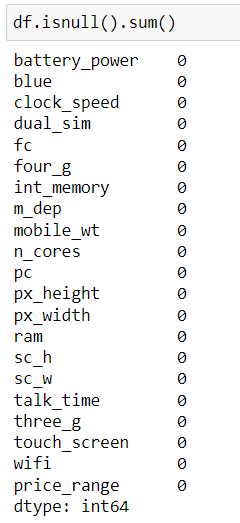 df.isnull().sum()
battery_power 0
blue 0
clock_speed 0
dual_sim 0
fc 0
four_g 0
int_memory 0
m_dep 0
mobile_wt 0
n_cores 0
pc 0
px_height 0
px_width 0
ram 0
sc_h 0
sc_w 0
talk_time 0
three_g 0
touch_screen 0
wifi 0
price_range 0
dtype: int64